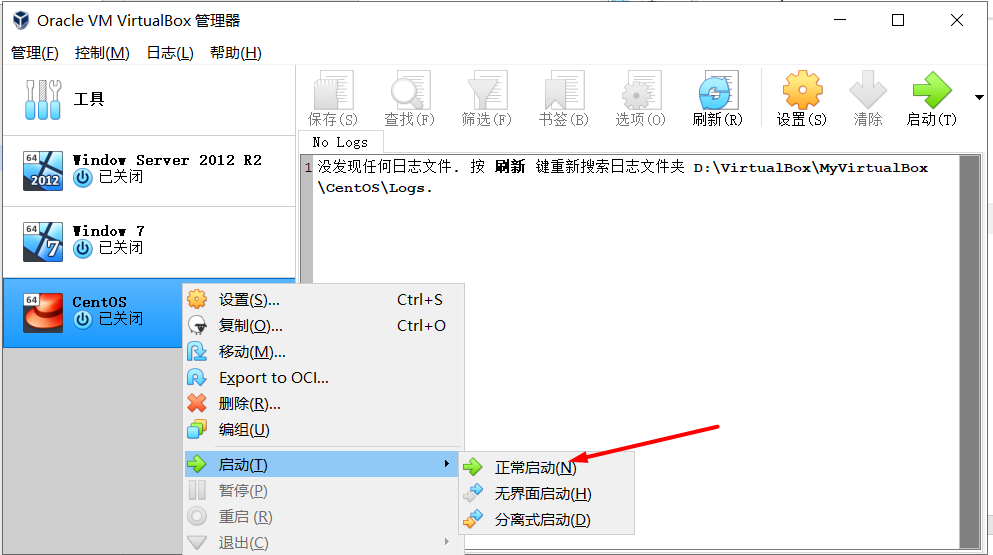 Oracle VM VirtualBox 管理器
管理(F) 控制(M) 日志(L) 帮助(H)
工具
保存(S) 查找(F) 筛选(F) 书签(B) 选项(O) 刷新(R) 设置(S) 清除 启动(T)
No Logs
1 没发现任何日志文件. 按 刷新 键重新搜索日志文件夹 D:\VirtualBox\MyVirtualBox
\CentOS\Logs.
64
2012
Window Server 2012 R2
已关闭
64
7
Window 7
已关闭
64
CentOS
已关闭
设置(S)... Ctrl+S
复制(O)... Ctrl+O
移动(M)...
Export to OCI...
删除(R)...
编组(U)
启动(T)
暂停(P)
重启 (R)
退出(C)
正常启动(N)
无界面启动(H)
分离式启动(D)